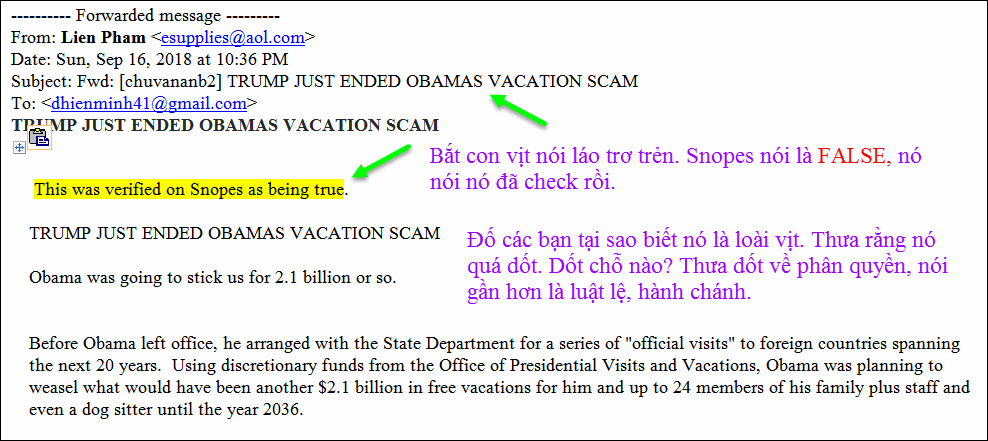 ---------- Forwarded message ---------
From: Lien Pham <esupplies@aol.com>
Date: Sun, Sep 16, 2018 at 10:36 PM
Subject: Fwd: [chuvananb2] TRUMP JUST ENDED OBAMAS VACATION SCAM
To: <dhienminh41@gmail.com>
TRUMP JUST ENDED OBAMAS VACATION SCAM
Bắt con vịt nói láo trơ trẽn. Snopes nói là FALSE, nó
nói nó đã check rồi.
This was verified on Snopes as being true.
TRUMP JUST ENDED OBAMAS VACATION SCAM
Đố các bạn tại sao biết nó là loài vịt. Thưa rằng nó
quá dốt. Dốt chỗ nào? Thưa dốt về phân quyền, nói
gần hơn là luật lệ, hành chánh.
Obama was going to stick us for 2.1 billion or so.
Before Obama left office, he arranged with the State Department for a series of "official visits" to foreign countries spanning
the next 20 years.  Using discretionary funds from the Office of Presidential Visits and Vacations, Obama was planning to
weasel what would have been another $2.1 billion in free vacations for him and up to 24 members of his family plus staff and
even a dog sitter until the year 2036.